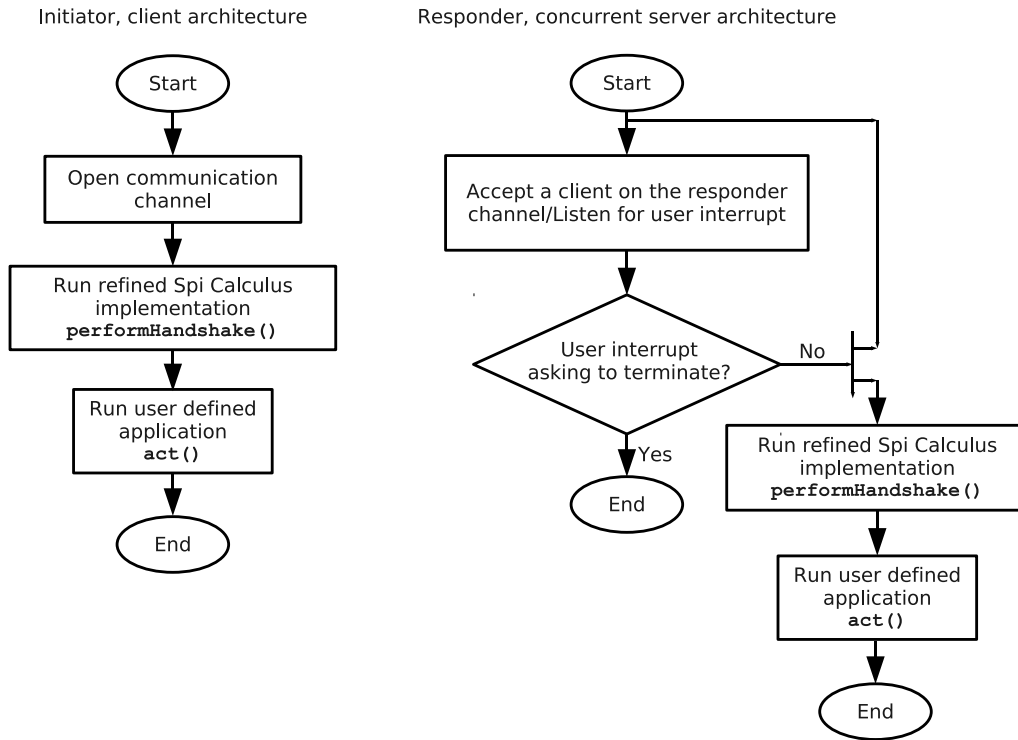 Initiator, client architecture
Start
Open communication
channel
Run refined Spi Calculus
implementation
performHandshake()
Run user defined
application
act()
End
Responder, concurrent server architecture
Start
Accept a client on the responder
channel/Listen for user interrupt
User interrupt
asking to terminate?
No
Yes
End
Run refined Spi Calculus
implementation
performHandshake()
Run user defined
application
act()
End